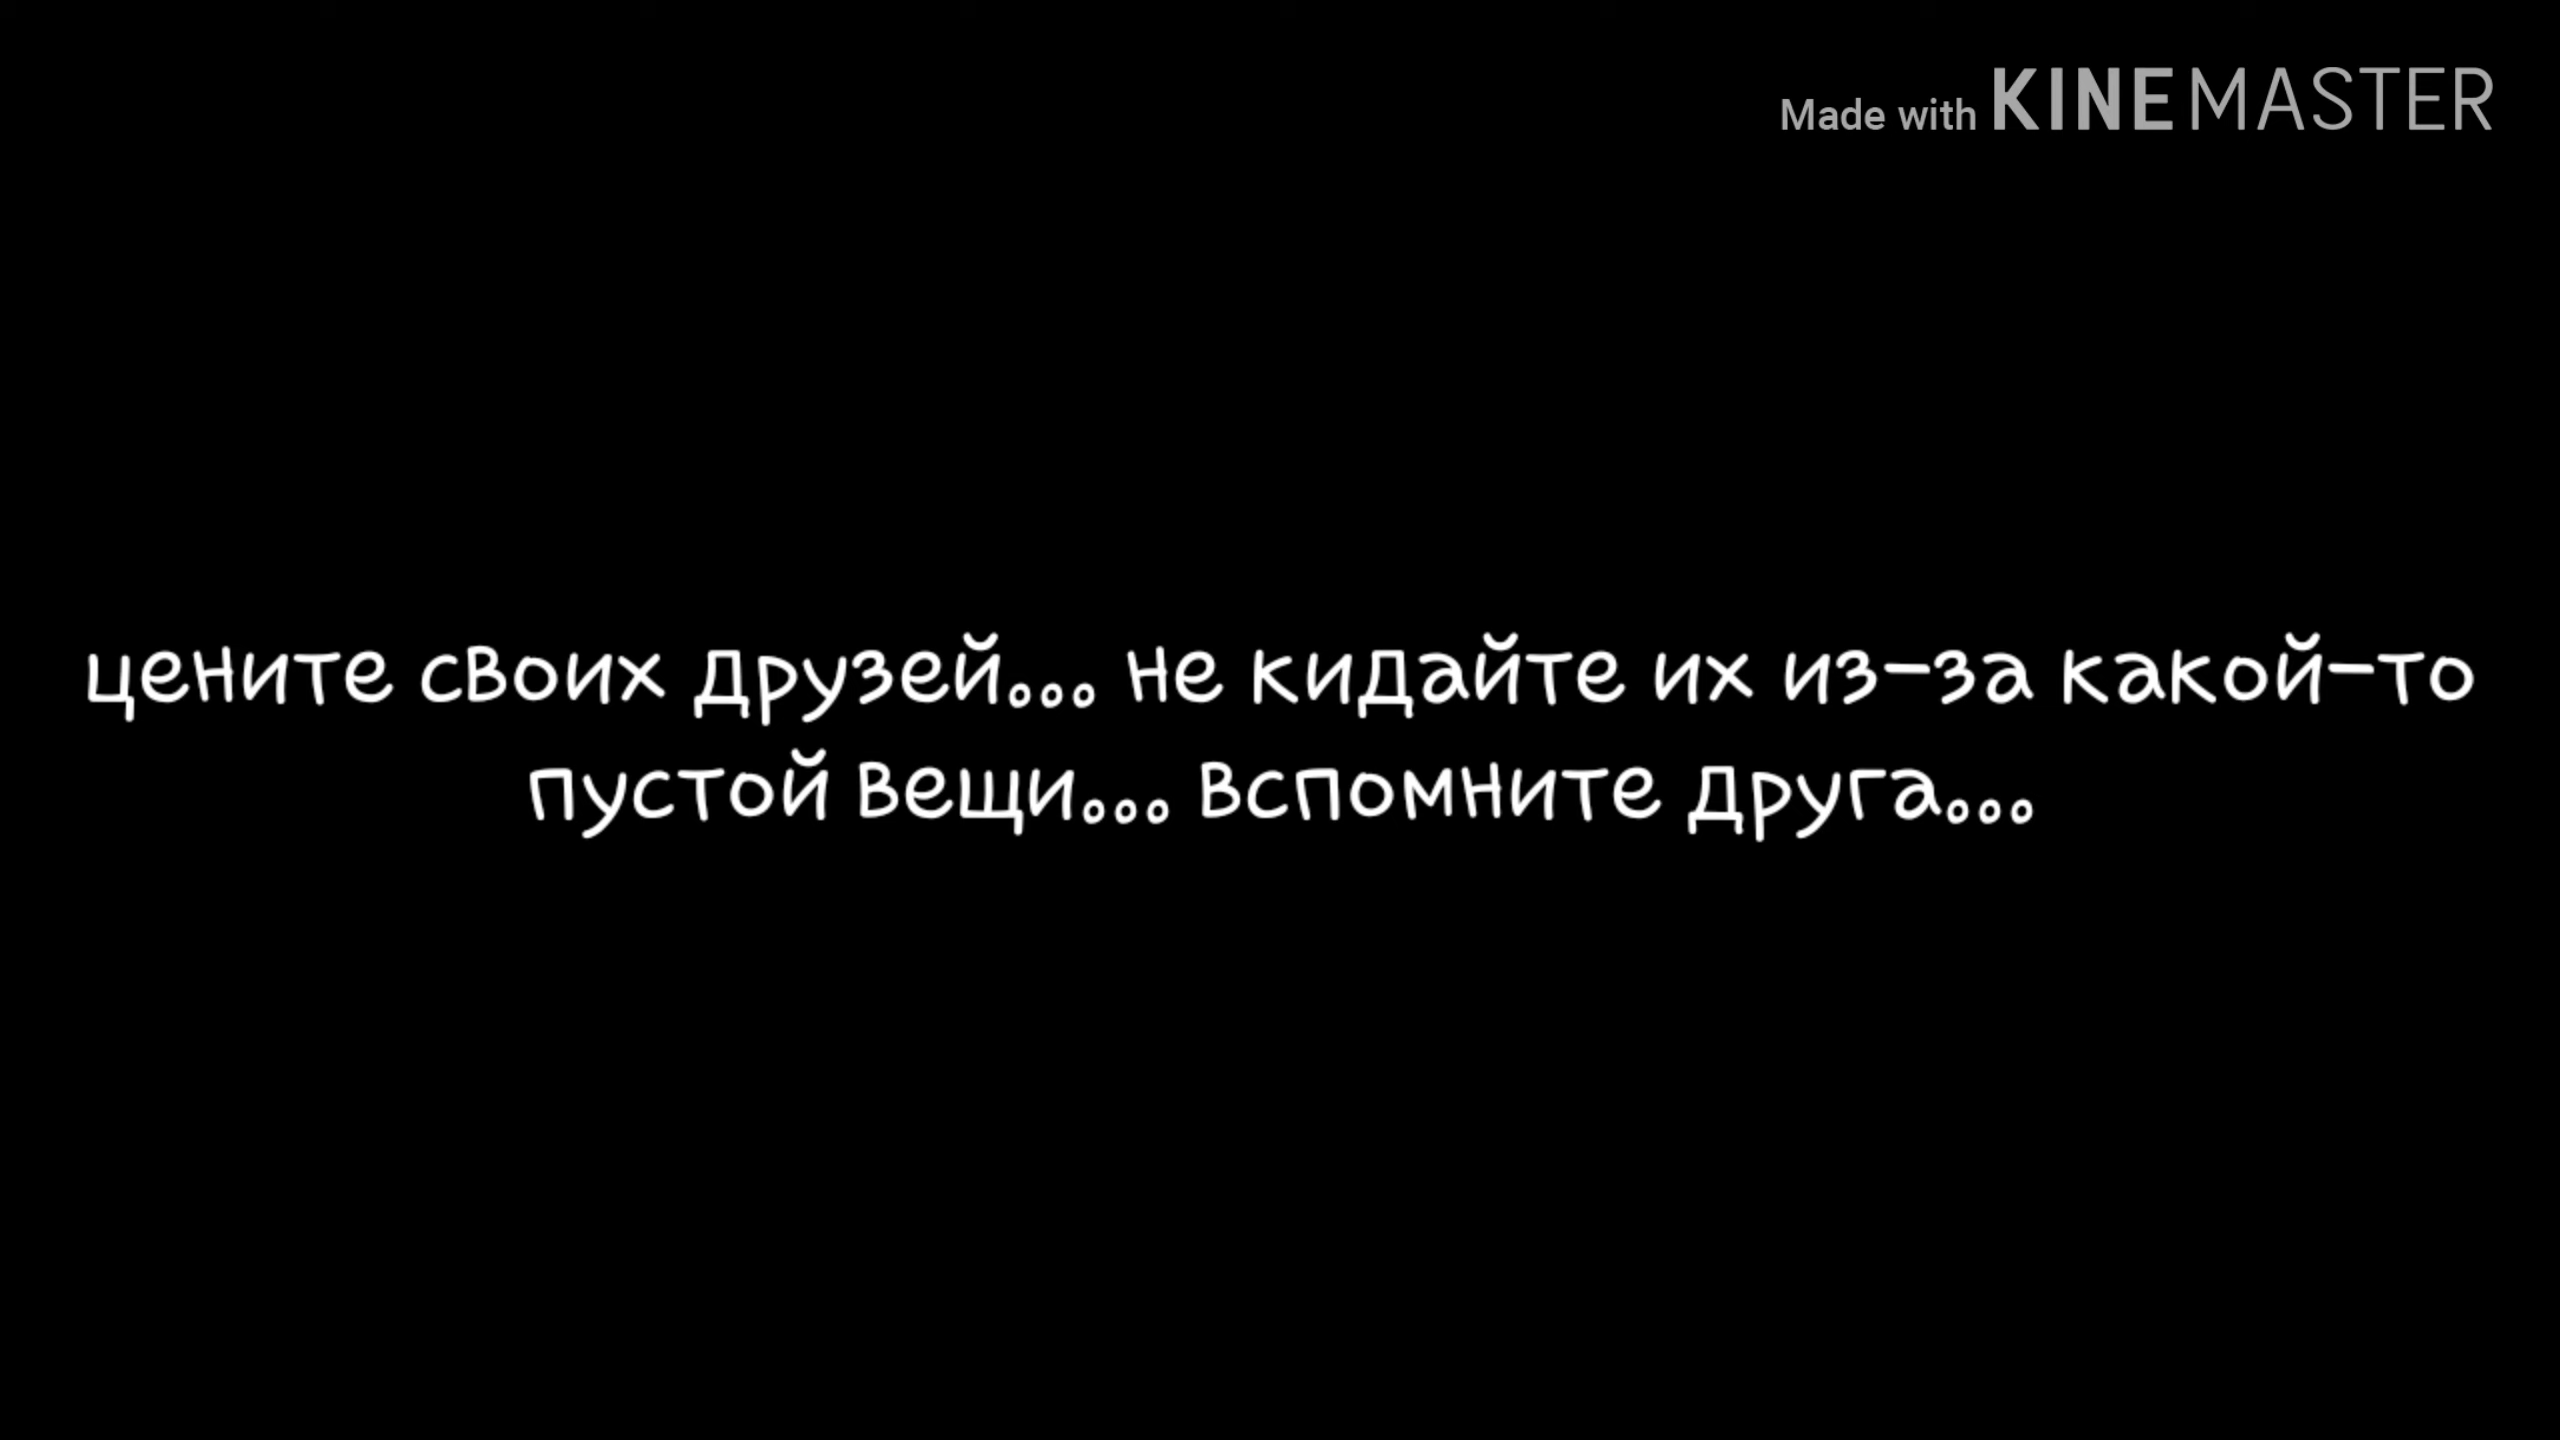 Made with KINEMASTER
цените своих друзей... не кидайте их из-за какой-то
пустой вещи... вспомните друга...